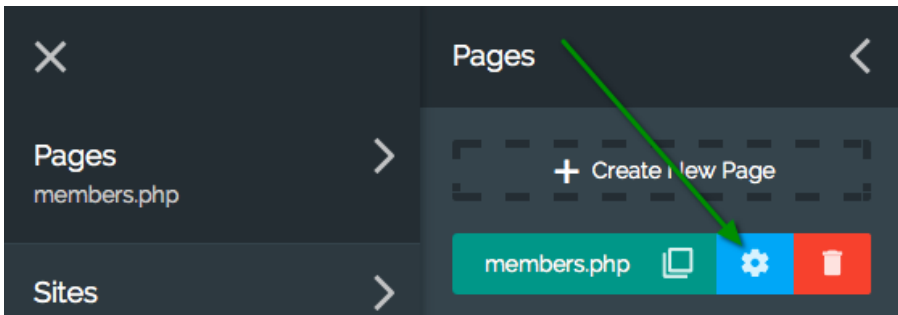 Pages
members.php
Sites
Pages
Create New Page
members.php